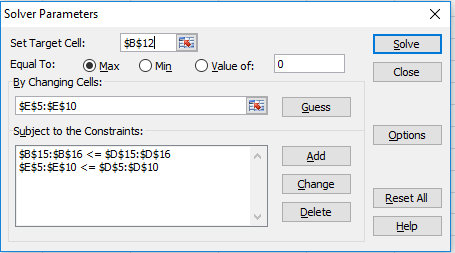 Solver Parameters
Set Target Cell: $B$12 Solve
Equal To: Max Min Value of: 0
Close
By Changing Cells:
$E$5:$E$10 Guess
Subject to the Constraints: Options
$B$15:$B$16 <= $D$15:$D$16 Add
$E$5:$E$10 <= $D$5:$D$10
Change
Reset All
Delete
Help